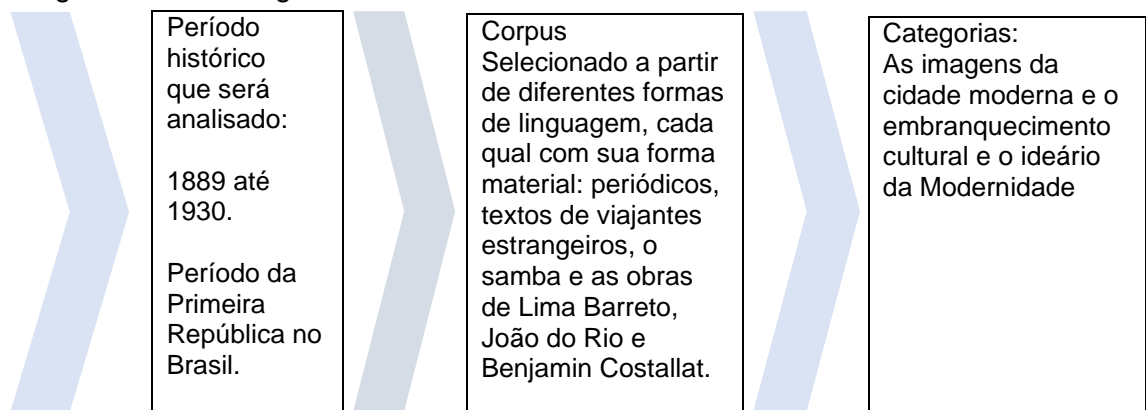 Período
histórico
que será
analisado:
1889 até
1930.
Período da
Primeira
República no
Brasil.
Corpus
Selecionado a partir
de diferentes formas
de linguagem, cada
qual com sua forma
material: periódicos,
textos de viajantes
estrangeiros, o
samba e as obras
de Lima Barreto,
João do Rio e
Benjamin Costallat.
Categorias:
As imagens da
cidade moderna e o
embranquecimento
cultural e o ideário
da Modernidade